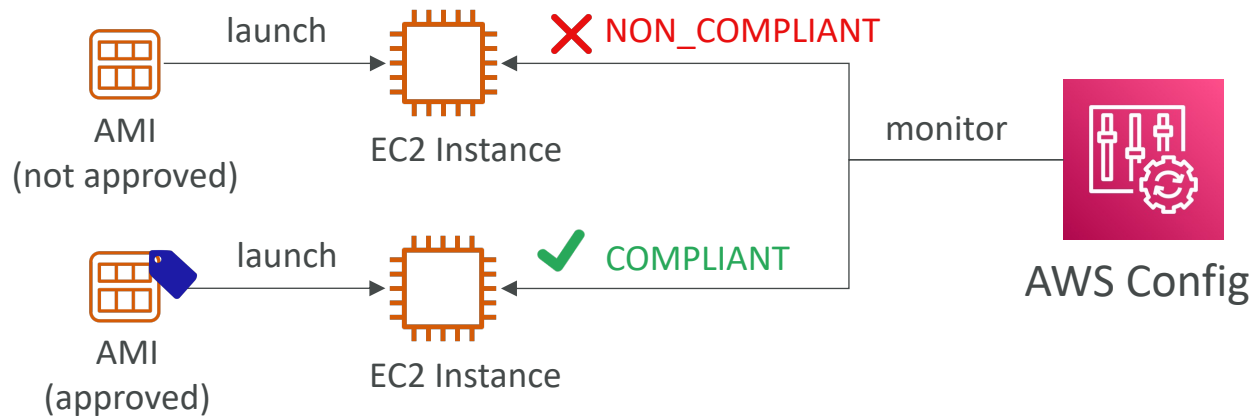 launch
NON_COMPLIANT
AMI
(not approved)
EC2 Instance
monitor
launch
COMPLIANT
AWS Config
AMI
(approved)
EC2 Instance